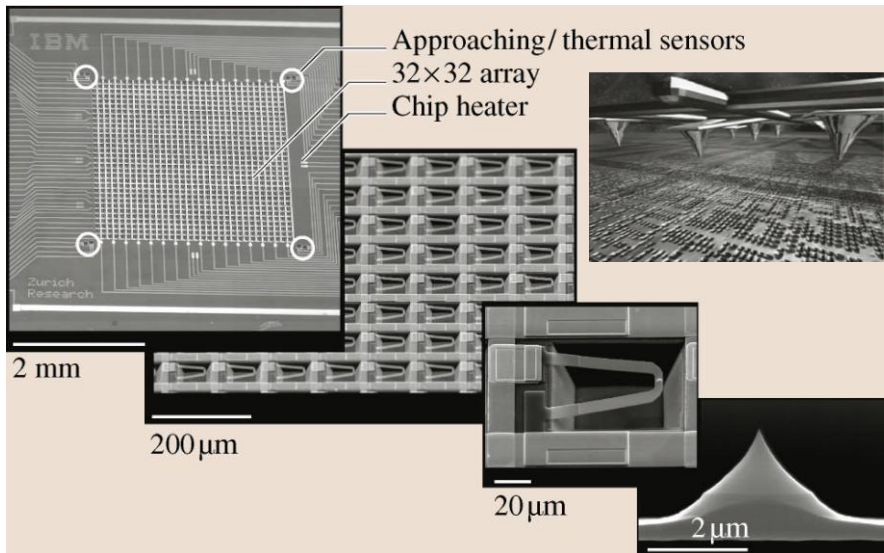 IBM
Approaching/ thermal sensors
32×32 array
Chip heater
Zurich
Research
2 mm
200 µm
20 µm
2 µm